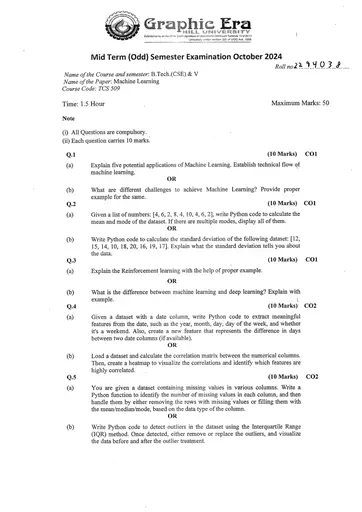 Graphic Era
HILL UNIVERSITY
Mid Term (Odd) Semester Examination October 2024
Roll no 2294038
Name of the Course and semester: B.Tech.(CSE) & V
Name of the Paper: Machine Learning
Course Code: TCS 509
Time: 1.5 Hour Maximum Marks: 50
Note
(i) All Questions are compulsory.
(ii) Each question carries 10 marks.
Q.1 (10 Marks) CO1
(a) Explain five potential applications of Machine Learning. Establish technical flow of
machine learning.
OR
(b) What are different challenges to achieve Machine Learning? Provide proper
example for the same.
Q.2 (10 Marks) CO1
(a) Given a list of numbers: [4, 6, 2, 8, 4, 10, 4, 6, 2], write Python code to calculate the
mean and mode of the dataset. If there are multiple modes, display all of them.
OR
(b) Write Python code to calculate the standard deviation of the following dataset: [12,
15, 14, 10, 18, 20, 16, 19, 17]. Explain what the standard deviation tells you about
the data.
Q.3 (10 Marks) CO1
(a) Explain the Reinforcement learning with the help of proper example.
OR
(b) What is the difference between machine learning and deep learning? Explain with
example.
Q.4 (10 Marks) CO2
(a) Given a dataset with a date column, write Python code to extract meaningful
features from the date, such as the year, month, day, day of the week, and whether
it's a weekend. Also, create a new feature that represents the difference in days
between two date columns (if available).
OR
(b) Load a dataset and calculate the correlation matrix between the numerical columns.
Then, create a heatmap to visualize the correlations and identify which features are
highly correlated.
Q.5 (10 Marks) CO2
(a) You are given a dataset containing missing values in various columns. Write a
Python function to identify the number of missing values in each column, and then
handle them by either removing the rows with missing values or filling them with
the mean/median/mode, based on the data type of the column.
OR
(b) Write Python code to detect outliers in the dataset using the Interquartile Range
(IQR) method. Once detected, either remove or replace the outliers, and visualize
the data before and after the outlier treatment.